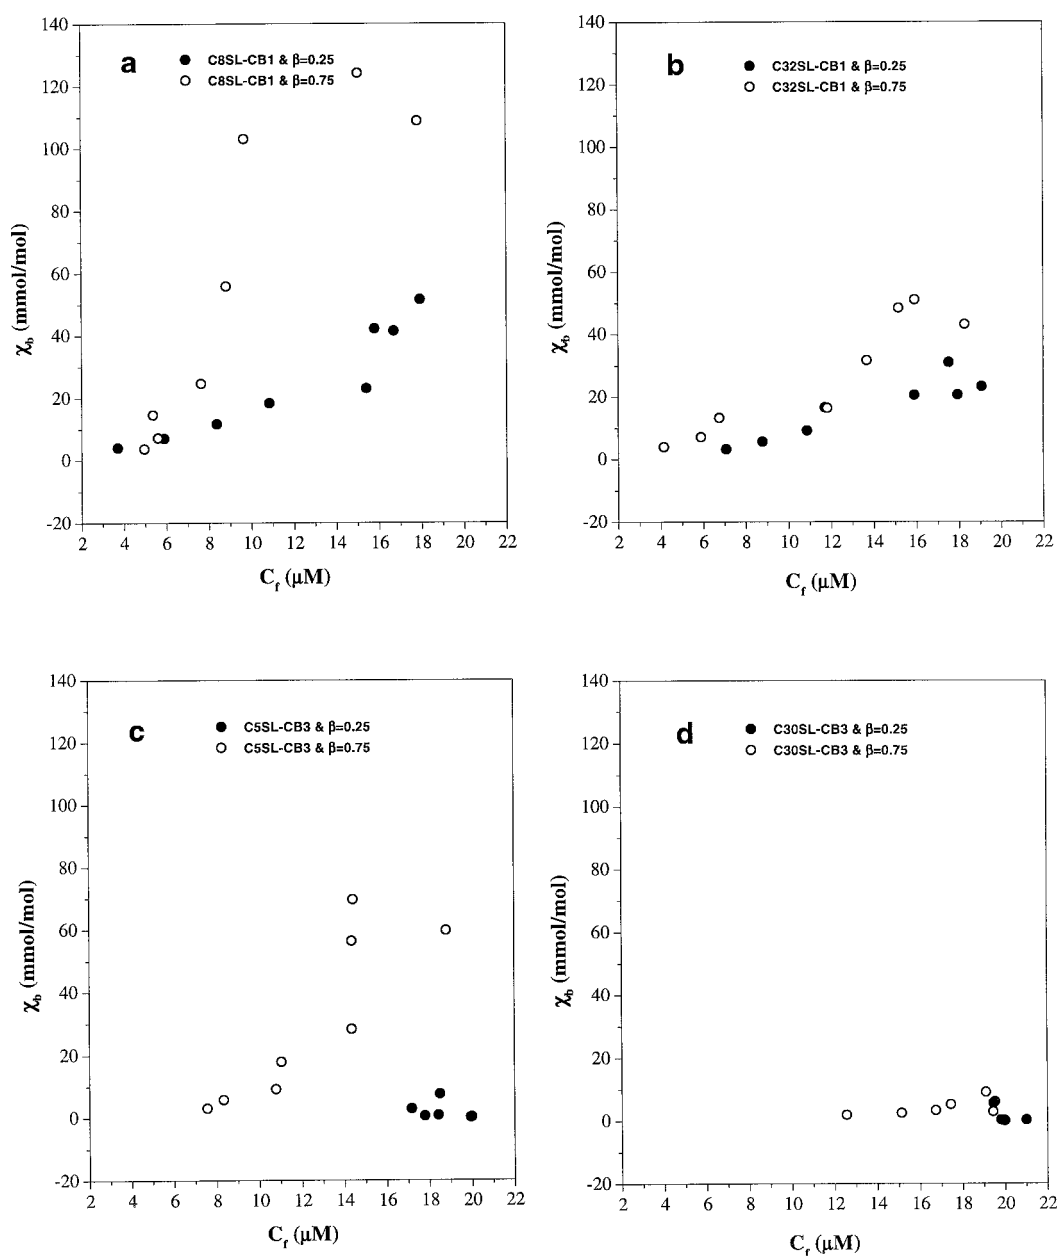 a
C8SL-CB1 & β=0.25
C8SL-CB1 & β=0.75
140
120
100
80
60
40
20
0
-20
χb (mmol/mol)
2 4 6 8 10 12 14 16 18 20 22
Cf (μM)
b
C32SL-CB1 & β=0.25
C32SL-CB1 & β=0.75
140
120
100
80
60
40
20
0
-20
χb (mmol/mol)
2 4 6 8 10 12 14 16 18 20 22
Cf (μM)
c
C5SL-CB3 & β=0.25
C5SL-CB3 & β=0.75
140
120
100
80
60
40
20
0
-20
χb (mmol/mol)
2 4 6 8 10 12 14 16 18 20 22
Cf (μM)
d
C30SL-CB3 & β=0.25
C30SL-CB3 & β=0.75
140
120
100
80
60
40
20
0
-20
χb (mmol/mol)
2 4 6 8 10 12 14 16 18 20 22
Cf (μM)